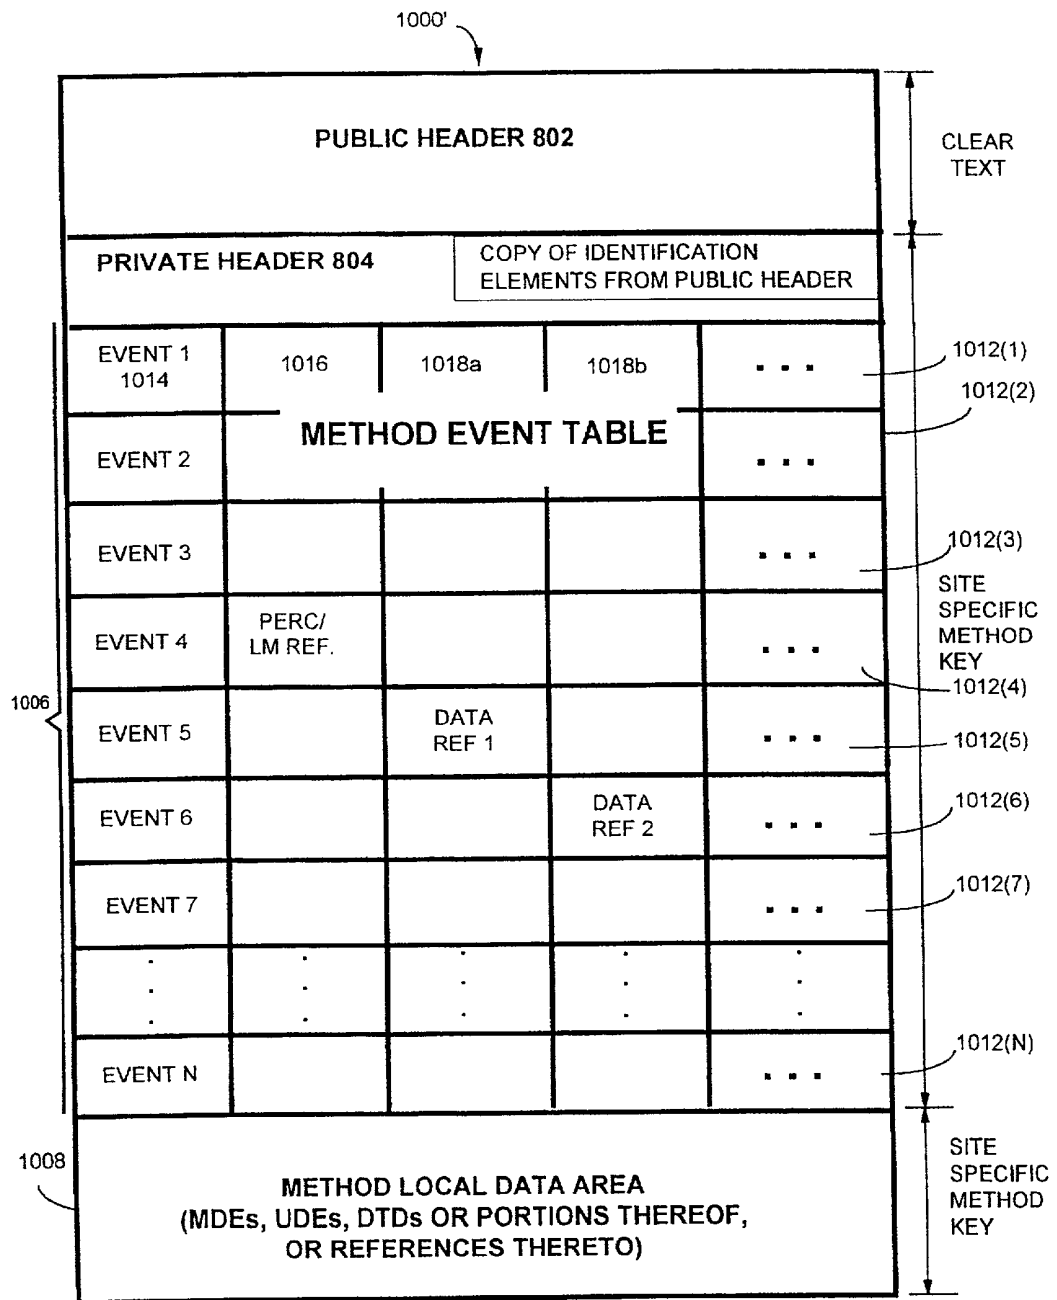 1000'
PUBLIC HEADER 802
CLEAR
TEXT
PRIVATE HEADER 804
COPY OF IDENTIFICATION
ELEMENTS FROM PUBLIC HEADER
EVENT 1
1014
1016
1018a
1018b
. . .
1012(1)
1012(2)
METHOD EVENT TABLE
EVENT 2
. . .
EVENT 3
. . .
1012(3)
SITE
SPECIFIC
METHOD
KEY
EVENT 4
PERC/
LM REF.
. . .
1012(4)
1006
EVENT 5
DATA
REF 1
. . .
1012(5)
EVENT 6
DATA
REF 2
. . .
1012(6)
EVENT 7
. . .
1012(7)
EVENT N
. . .
1012(N)
1008
METHOD LOCAL DATA AREA
(MDEs, UDEs, DTDs OR PORTIONS THEREOF,
OR REFERENCES THERETO)
SITE
SPECIFIC
METHOD
KEY